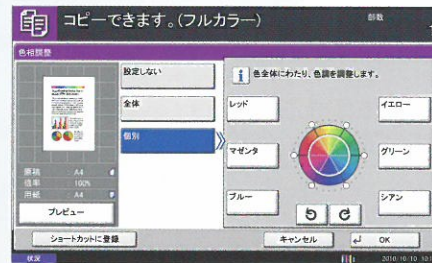 コピーできます。(フルカラー)
部数
色相調整
設定しない
全体
個別
色全体にわたり、色調を調整します。
レッド
イエロー
マゼンタ
グリーン
ブルー
シアン
原稿 A4
倍率 100%
用紙 A4
プレビュー
ショートカットに登録
キャンセル
OK
状況
2010/10/10 10:1